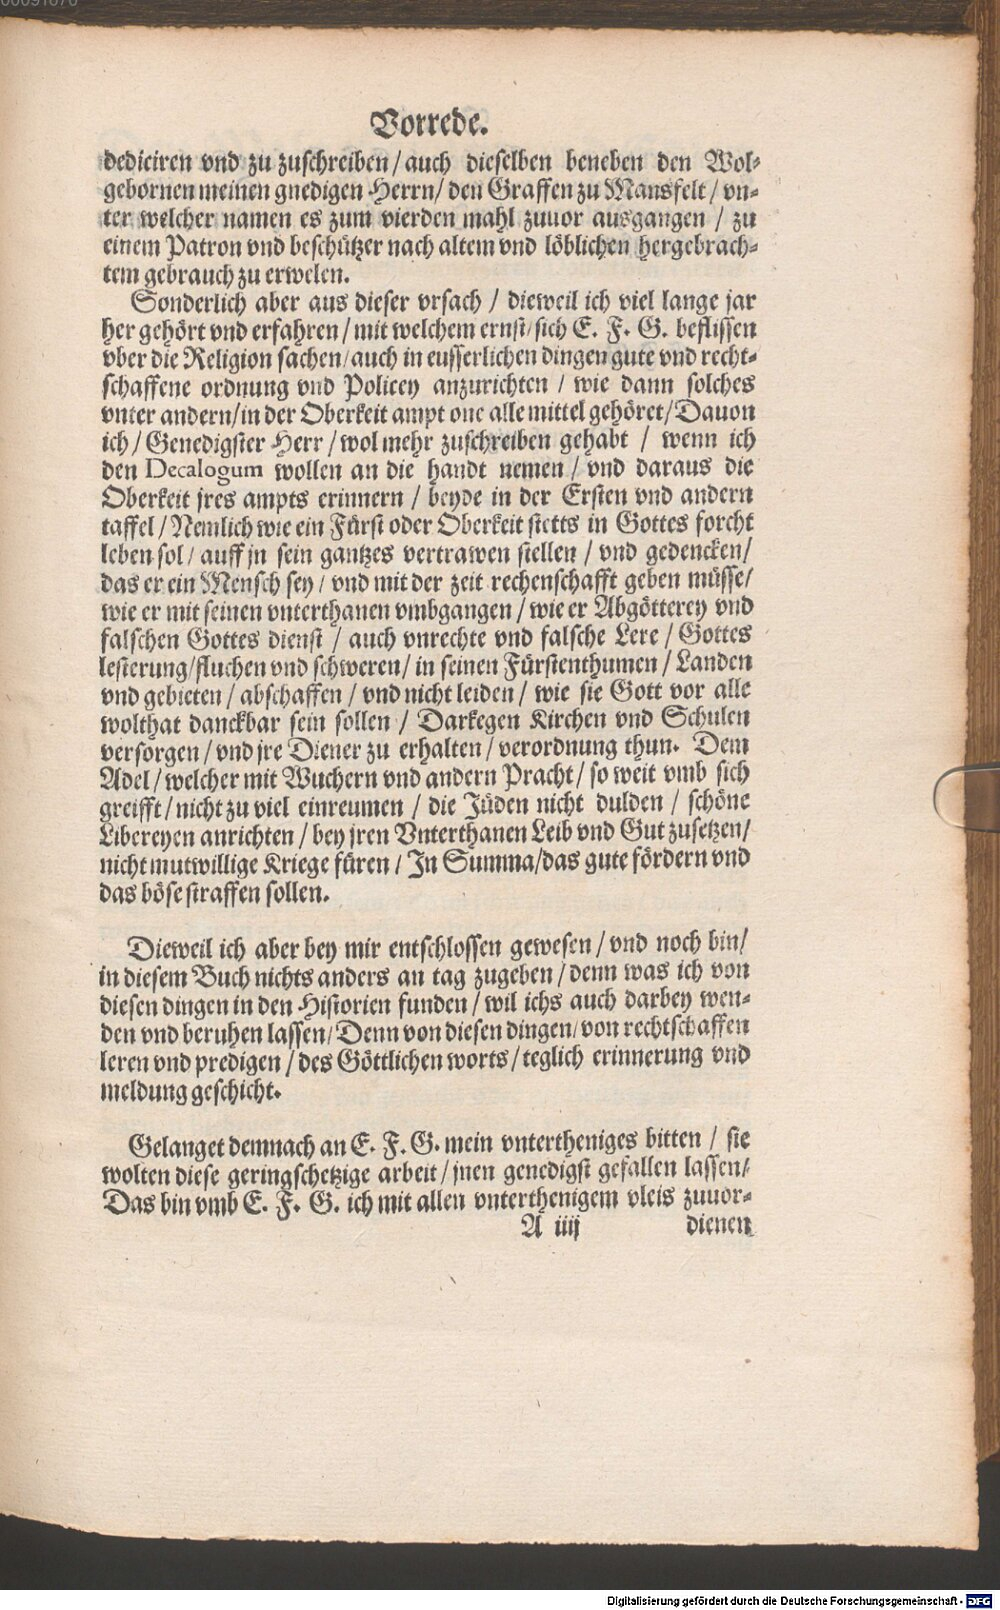 Vorrede.
dediciren vnd zu zuschreiben / auch dieselben beneben den Wol-
gebornen meinen gnedigen Herrn / den Graffen zu Mansfelt / vn-
ter welcher namen es zum vierden mahl zuuor ausgangen / zu
einem Patron vnd beschützer nach altem vnd löblichen hergebrach-
tem gebrauch zu erwelen.
Sonderlich aber aus dieser vrsach / dieweil ich viel lange jar
her gehört vnd erfahren / mit welchem ernst / sich E. F. G. beflissen
vber die Religion sachen / auch in eusserlichen dingen gute vnd recht-
schaffene ordnung vnd Policey anzurichten / wie dann solches
vnter andern / in der Oberkeit ampt one alle mittel gehöret / Dauon
ich / Genedigster Herr / wol mehr zuschreiben gehabt / wenn ich
den Decalogum wollen an die handt nemen / vnd daraus die
Oberkeit jres ampts erinnern / beyde in der Ersten vnd andern
taffel / Nemlich wie ein Fürst oder Oberkeit stetts in Gottes forcht
leben sol / auff jn sein gantzes vertrawen stellen / vnd gedencken /
das er ein Mensch sey / vnd mit der zeit rechenschafft geben müsse /
wie er mit seinen vnterthanen vmbgangen / wie er Abgötterey vnd
falschen Gottes dienst / auch vnrechte vnd falsche Lere / Gottes
lesterung / fluchen vnd schweren / in seinen Fürstenthumen / Landen
vnd gebieten / abschaffen / vnd nicht leiden / wie sie Gott vor alle
wolthat danckbar sein sollen / Darkegen Kirchen vnd Schulen
versorgen / vnd jre Diener zu erhalten / verordnung thun. Dem
Adel / welcher mit Wuchern vnd andern Pracht / so weit vmb sich
greifft / nicht zu viel einreumen / die Jüden nicht dulden / schöne
Libereyen anrichten / bey jren Vnterthanen Leib vnd Gut zusetzen /
nicht mutwillige Kriege füren / In Summa / das gute fördern vnd
das böse straffen sollen.
Dieweil ich aber bey mir entschlossen gewesen / vnd noch bin /
in diesem Buch nichts anders an tag zugeben / denn was ich von
diesen dingen in den Historien funden / wil ichs auch darbey wen-
den vnd beruhen lassen / Denn von diesen dingen / von rechtschaffen
leren vnd predigen / des Göttlichen worts / teglich erinnerung vnd
meldung geschicht.
Gelanget demnach an E. F. G. mein vntertheniges bitten / sie
wolten diese geringschetzige arbeit / jnen genedigst gefallen lassen /
Das bin vmb E. F. G. ich mit allen vnterthenigem vleis zuuor-
A iiij dienen
Digitalisierung gefördert durch die Deutsche Forschungsgemeinschaft - DFG